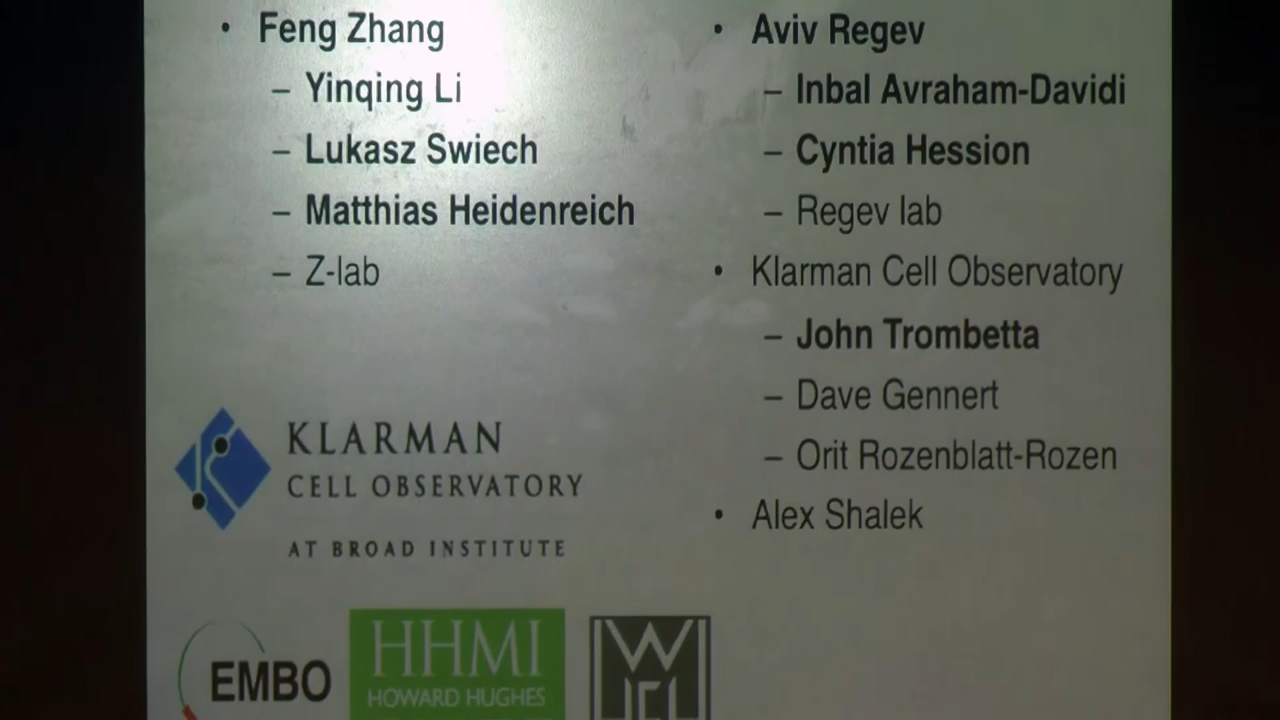 • Feng Zhang
– Yinqing Li
– Lukasz Swiech
– Matthias Heidenreich
– Z-lab
• Aviv Regev
– Inbal Avraham-Davidi
– Cyntia Hession
– Regev lab
• Klarman Cell Observatory
– John Trombetta
– Dave Gennert
– Orit Rozenblatt-Rozen
• Alex Shalek
KLARMAN
CELL OBSERVATORY
AT BROAD INSTITUTE
EMBO
HHMI
HOWARD HUGHES